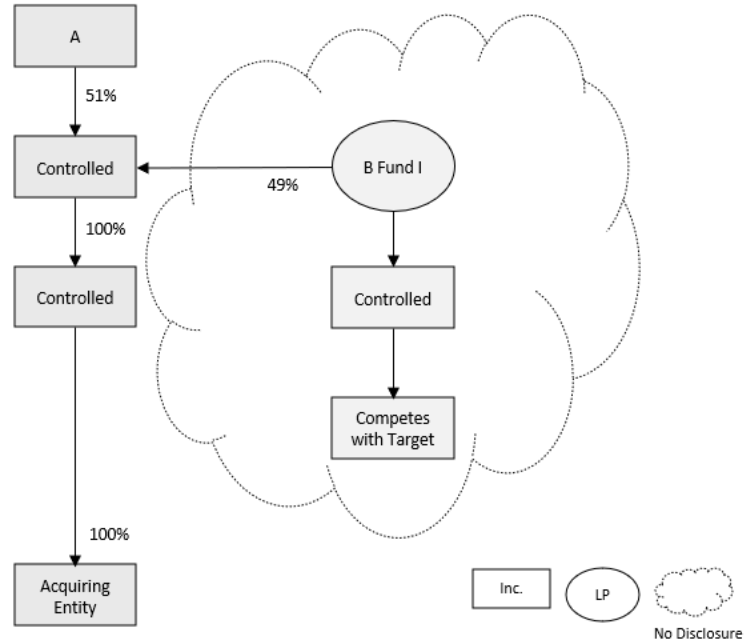 A
51%
Controlled
B Fund I
49%
100%
Controlled
Controlled
Competes
with Target
100%
Acquiring
Entity
Inc.
LP
No Disclosure